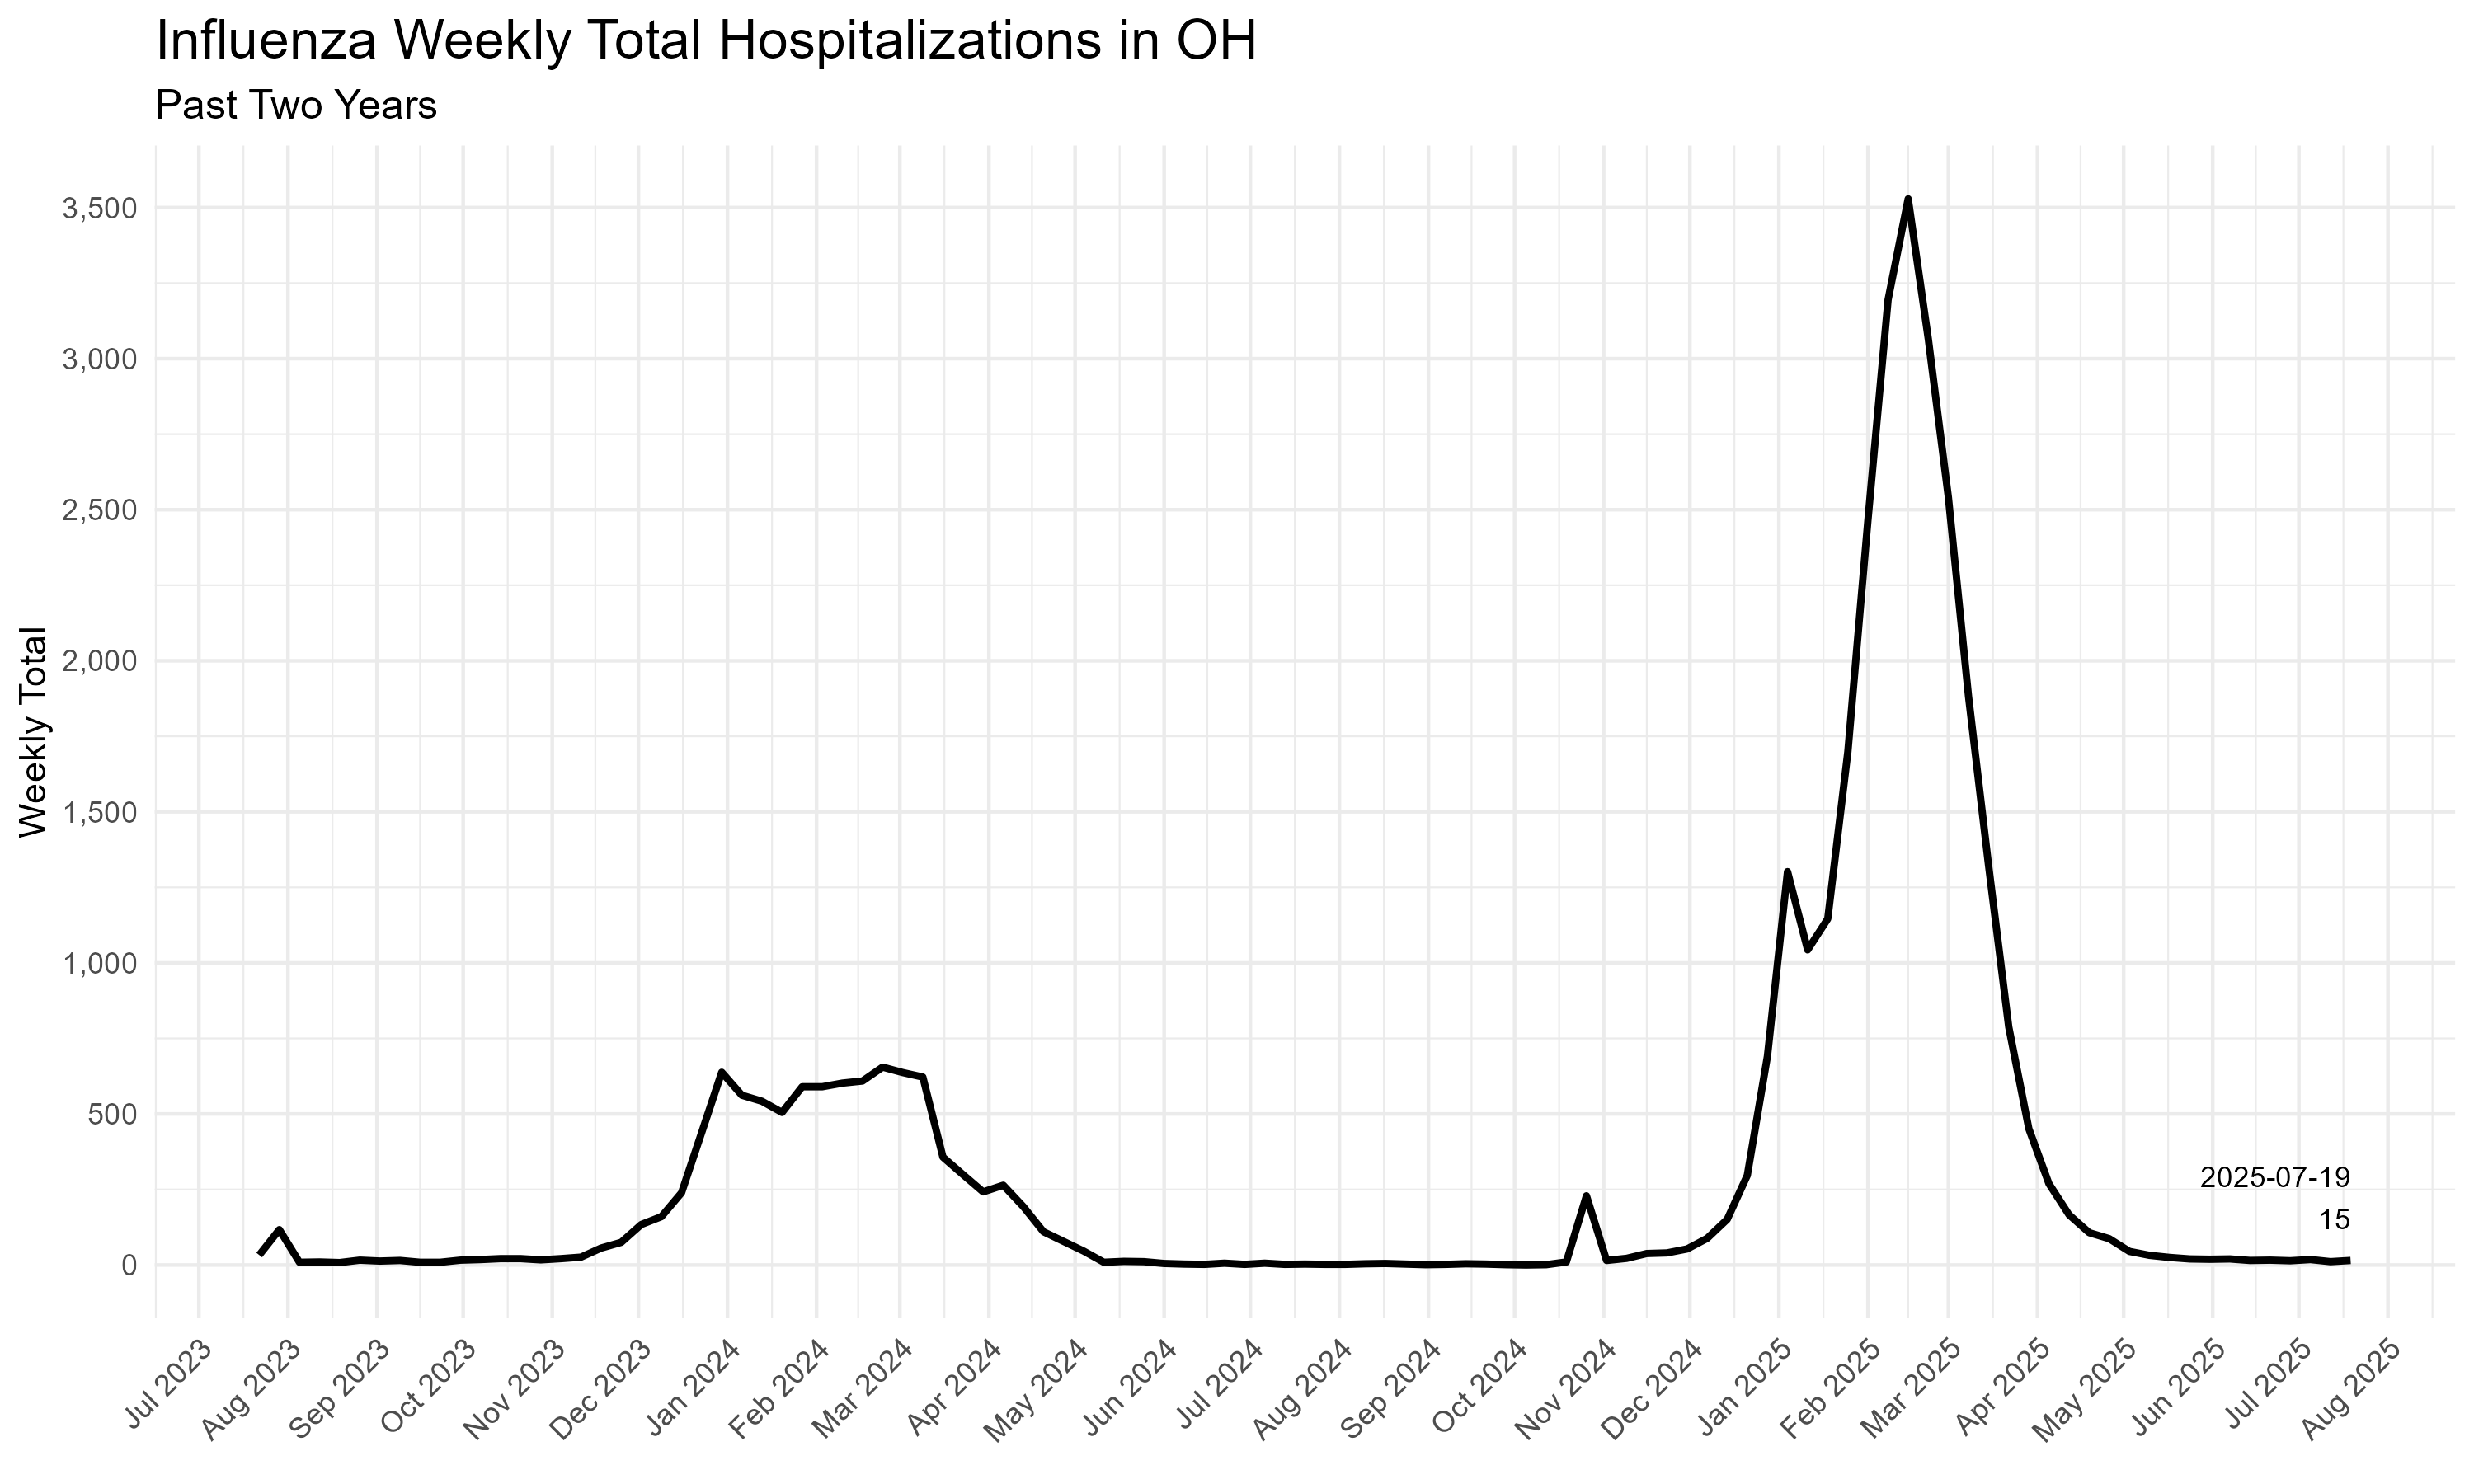 Influenza Weekly Total Hospitalizations in OH
Past Two Years
Weekly Total
3,500
3,000
2,500
2,000
1,500
1,000
500
0
2025-07-19
15
Jul 2023
Aug 2023
Sep 2023
Oct 2023
Nov 2023
Dec 2023
Jan 2024
Feb 2024
Mar 2024
Apr 2024
May 2024
Jun 2024
Jul 2024
Aug 2024
Sep 2024
Oct 2024
Nov 2024
Dec 2024
Jan 2025
Feb 2025
Mar 2025
Apr 2025
May 2025
Jun 2025
Jul 2025
Aug 2025